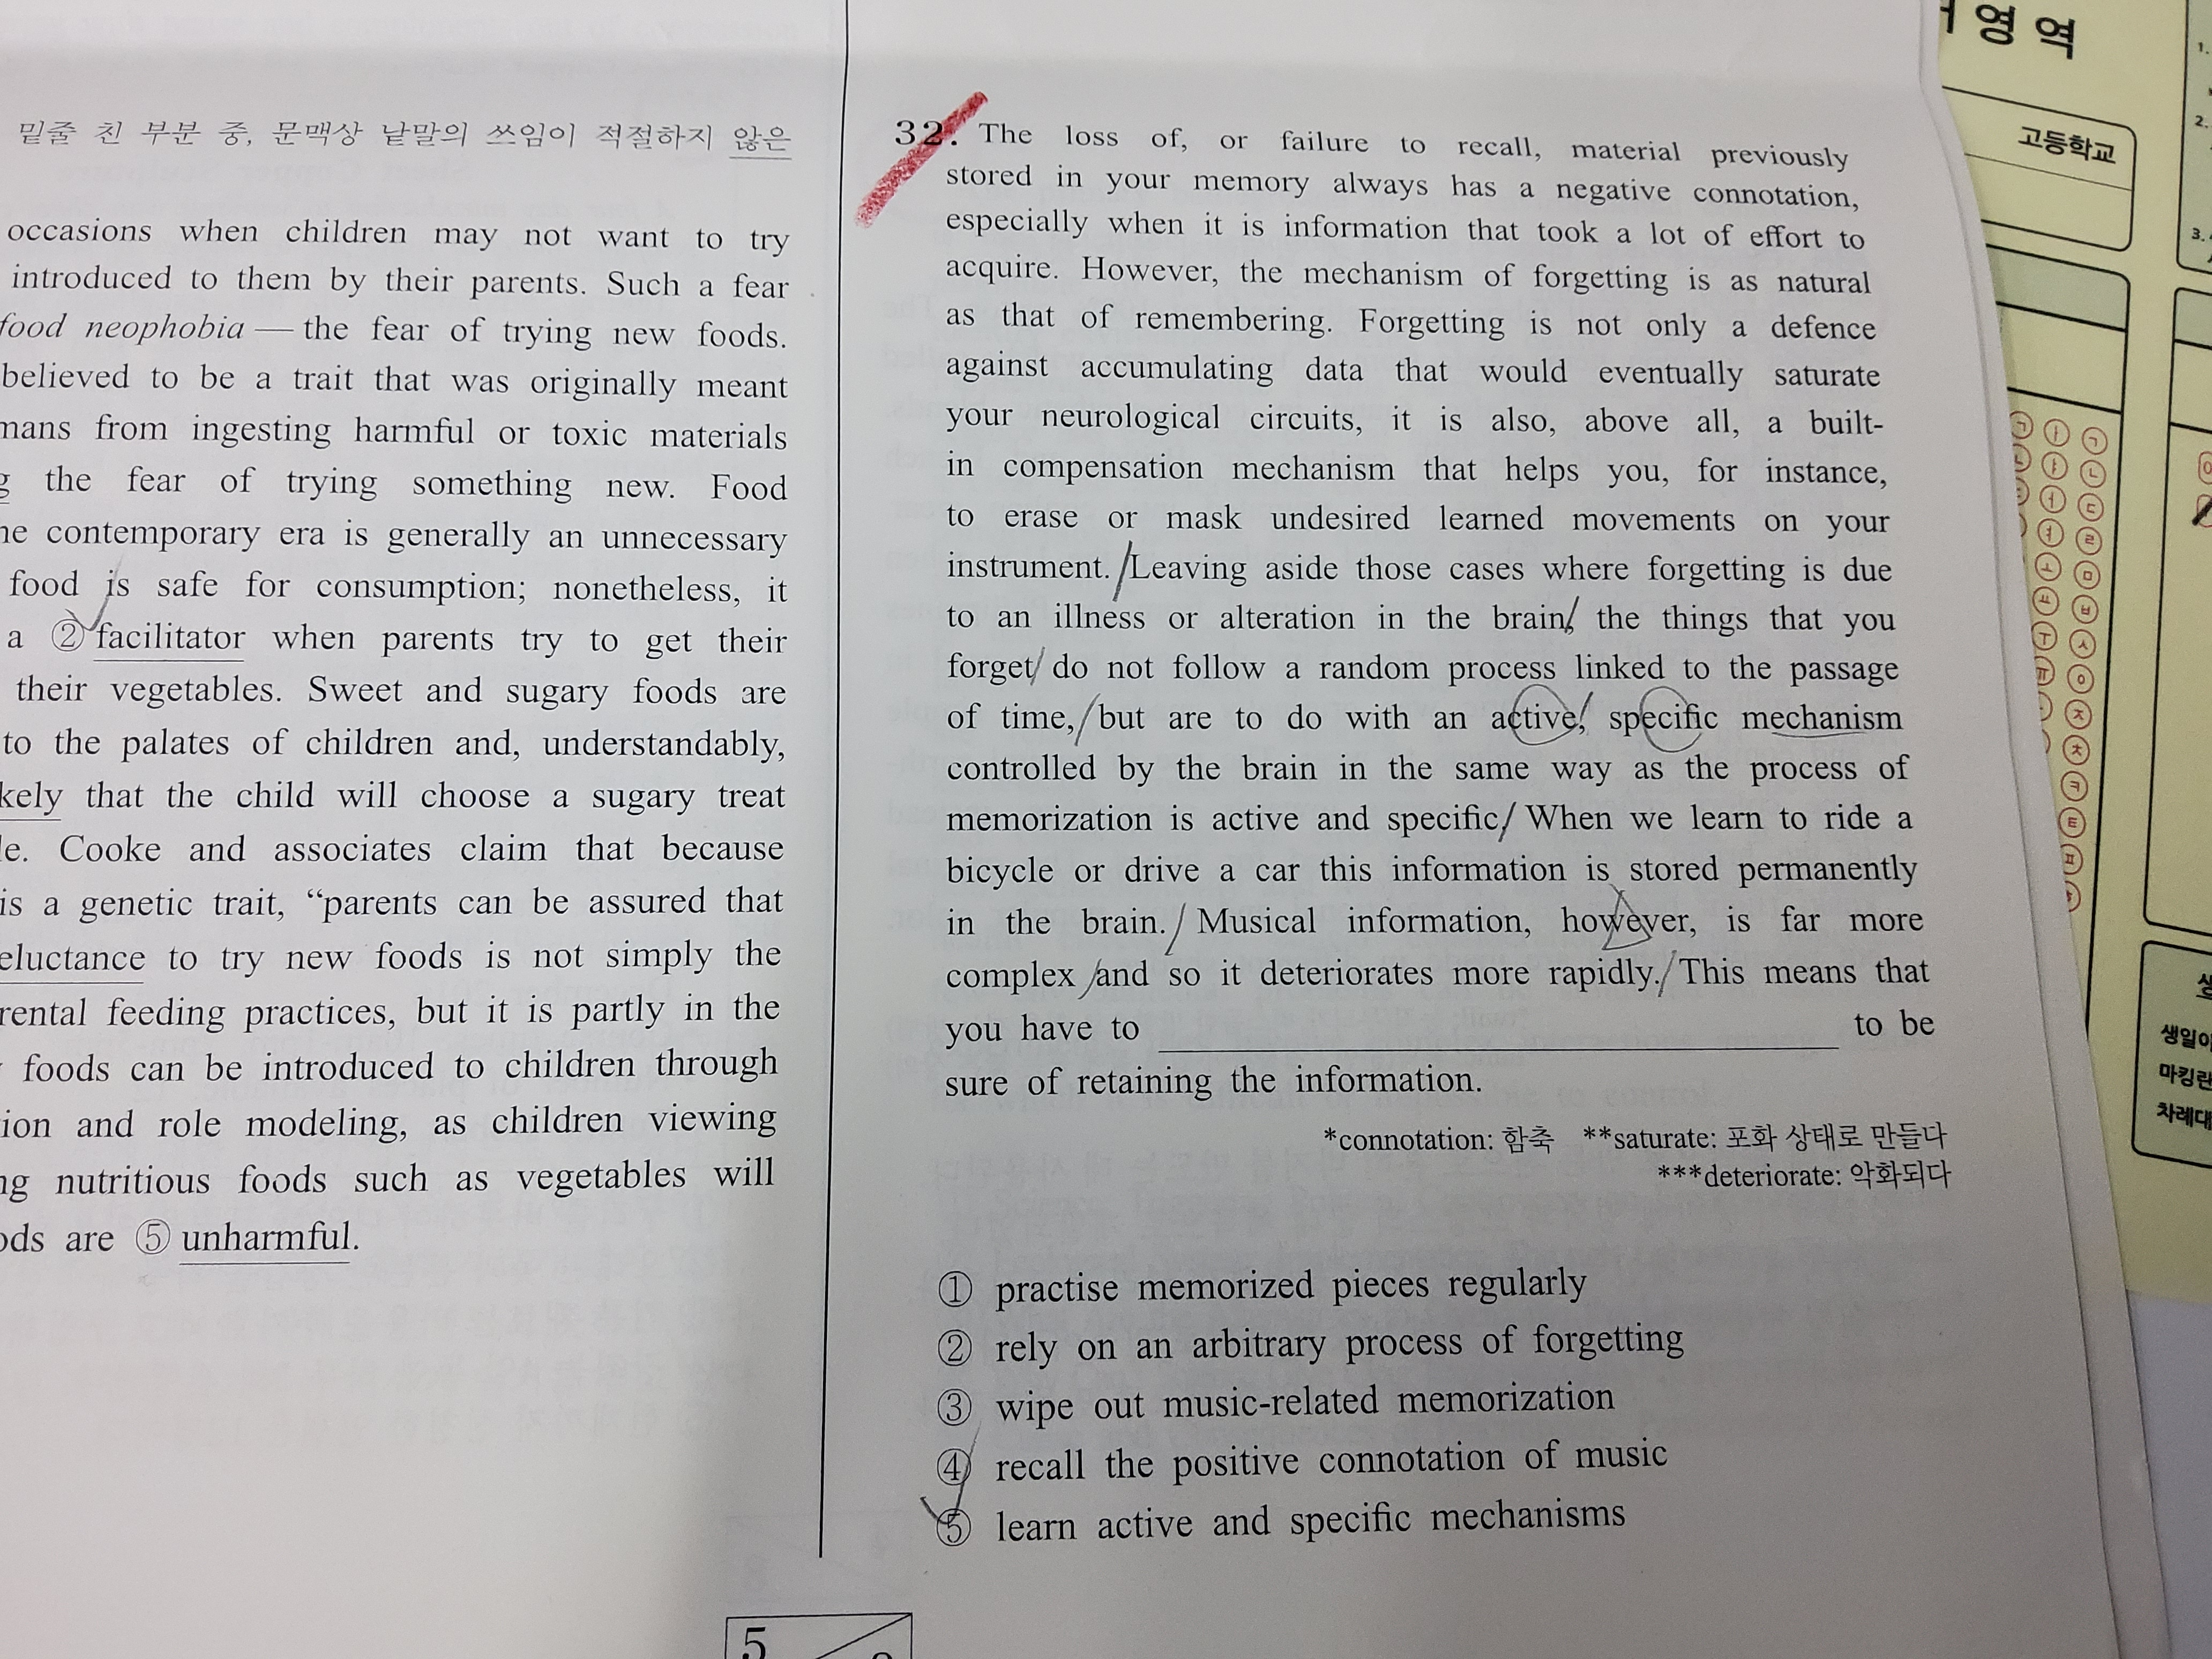 밑줄 친 부분 중, 문맥상 낱말의 쓰임이 적절하지 않은
occasions when children may not want to try
introduced to them by their parents. Such a fear
food neophobia — the fear of trying new foods.
believed to be a trait that was originally meant
from ingesting harmful or toxic materials
the fear of trying something new. Food
contemporary era is generally an unnecessary
food is safe for consumption; nonetheless, it
a ② facilitator when parents try to get their
their vegetables. Sweet and sugary foods are
to the palates of children and, understandably,
that the child will choose a sugary treat
Cooke and associates claim that because
is a genetic trait, “parents can be assured that
to try new foods is not simply the
feeding practices, but it is partly in the
foods can be introduced to children through
and role modeling, as children viewing
nutritious foods such as vegetables will
are ⑤ unharmful.
5
32. The loss of, or failure to recall, material previously
stored in your memory always has a negative connotation,
especially when it is information that took a lot of effort to
acquire. However, the mechanism of forgetting is as natural
as that of remembering. Forgetting is not only a defence
against accumulating data that would eventually saturate
your neurological circuits, it is also, above all, a built-
in compensation mechanism that helps you, for instance,
to erase or mask undesired learned movements on your
instrument. Leaving aside those cases where forgetting is due
to an illness or alteration in the brain, the things that you
forget do not follow a random process linked to the passage
of time, but are to do with an active, specific mechanism
controlled by the brain in the same way as the process of
memorization is active and specific. When we learn to ride a
bicycle or drive a car this information is stored permanently
in the brain. Musical information, however, is far more
complex and so it deteriorates more rapidly. This means that
you have to to be
sure of retaining the information.
*connotation: 함축 **saturate: 포화 상태로 만들다
***deteriorate: 악화되다
① practise memorized pieces regularly
② rely on an arbitrary process of forgetting
③ wipe out music-related memorization
④ recall the positive connotation of music
⑤ learn active and specific mechanisms
영 역
고등학교
1.
2.
3.
ㄱ ㅏ ㄱ
ㅑ ㄴ
ㅓ ㄷ
ㅕ ㄹ
ㅗ ㅁ
ㅛ ㅂ
ㅜ ㅅ
ㅠ ㅇ
ㅈ
ㅊ
ㅋ
ㅌ
ㅍ
ㅎ